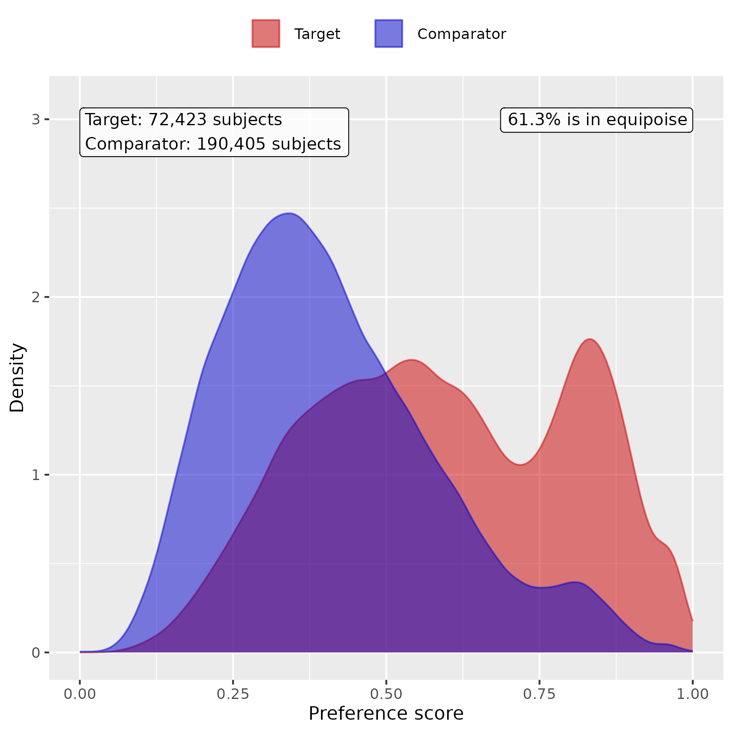 Target Comparator
Target: 72,423 subjects
Comparator: 190,405 subjects
61.3% is in equipoise
3
2
1
0
Density
0.00 0.25 0.50 0.75 1.00
Preference score